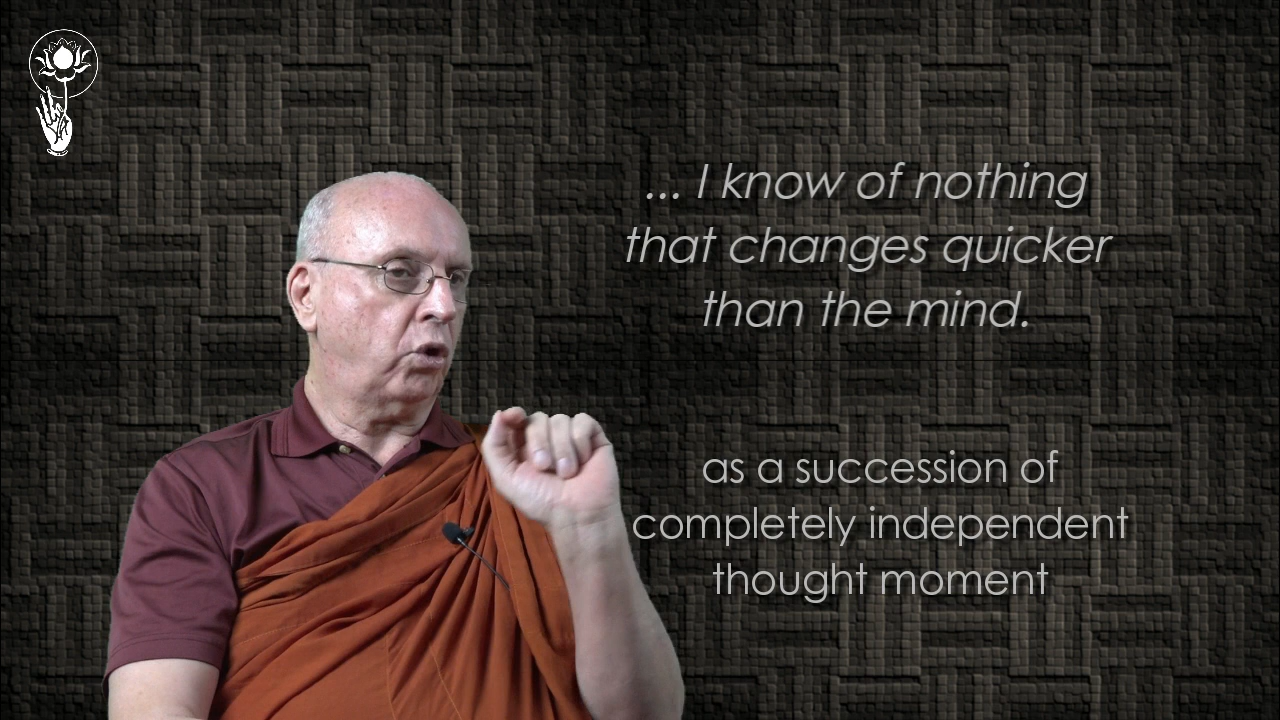 ... I know of nothing
that changes quicker
than the mind.
as a succession of
completely independent
thought moment